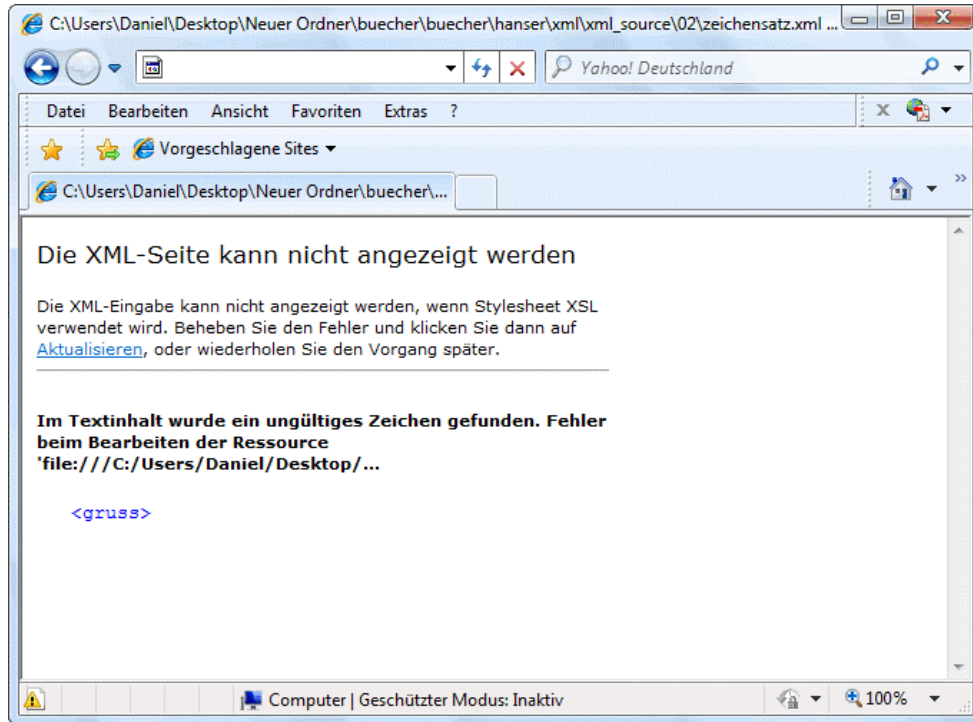 C:\Users\Daniel\Desktop\Neuer Ordner\buecher\buecher\hanser\xml\xml_source\02\zeichensatz.xml ...
Yahoo! Deutschland
Datei Bearbeiten Ansicht Favoriten Extras ?
Vorgeschlagene Sites
C:\Users\Daniel\Desktop\Neuer Ordner\buecher\...
Die XML-Seite kann nicht angezeigt werden
Die XML-Eingabe kann nicht angezeigt werden, wenn Stylesheet XSL
verwendet wird. Beheben Sie den Fehler und klicken Sie dann auf
Aktualisieren, oder wiederholen Sie den Vorgang später.
Im Textinhalt wurde ein ungültiges Zeichen gefunden. Fehler
beim Bearbeiten der Ressource
'file:///C:/Users/Daniel/Desktop/...
<gruss>
Computer | Geschützter Modus: Inaktiv 100%